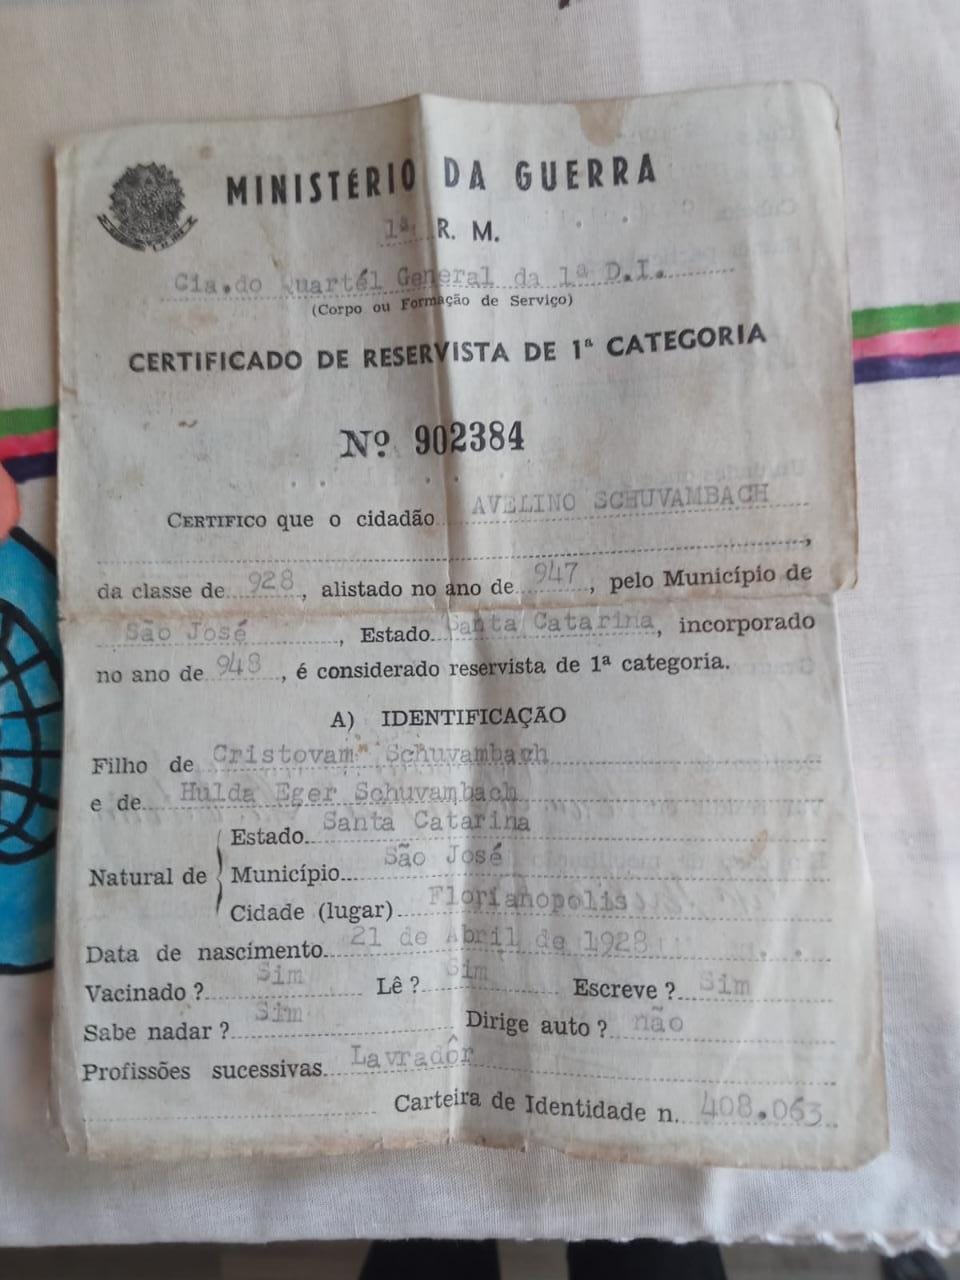 MINISTÉRIO DA GUERRA
1ª R. M.
Cia.do Quartél General da 1ª D.I.
(Corpo ou Formação de Serviço)
CERTIFICADO DE RESERVISTA DE 1ª CATEGORIA
Nº 902384
CERTIFICO que o cidadão AVELINO SCHUVAMBACH
,
da classe de 928, alistado no ano de 947, pelo Município de
São José, Estado Santa Catarina, incorporado
no ano de 948, é considerado reservista de 1ª categoria.
A) IDENTIFICAÇÃO
Filho de Cristovam Schuvambach
e de Hulda Eger Schuvambach
Estado Santa Catarina
Natural de Município São José
Cidade (lugar) Florianopolis
Data de nascimento 21 de Abril de 1928
Vacinado ? Sim Lê ? Sim Escreve ? Sim
Sabe nadar ? Sim Dirige auto ? não
Profissões sucessivas Lavradôr
Carteira de Identidade n. 408.063